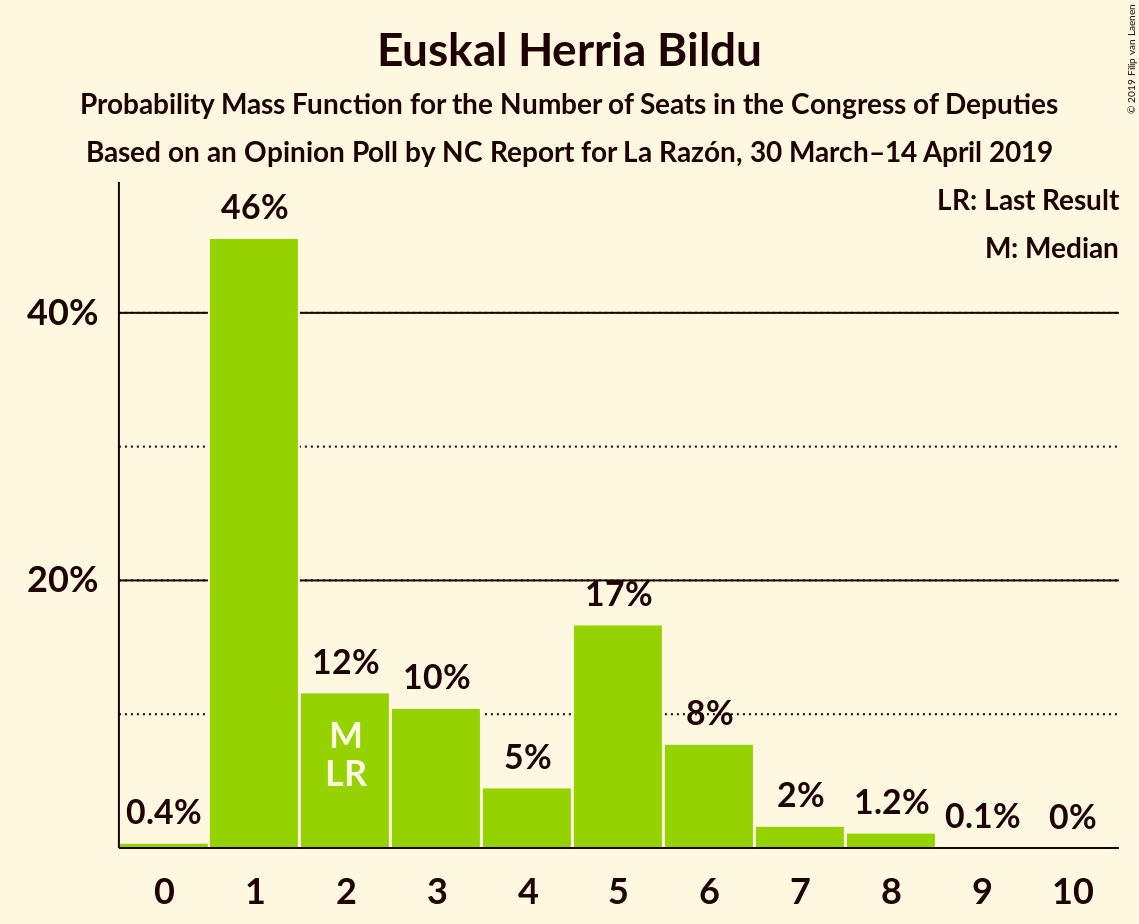 Euskal Herria Bildu
Probability Mass Function for the Number of Seats in the Congress of Deputies
Based on an Opinion Poll by NC Report for La Razón, 30 March–14 April 2019
© 2019 Filip van Laenen
LR: Last Result
M: Median
46%
40%
20%
17%
12%
10%
8%
5%
M
LR
0.4%
2%
1.2%
0.1%
0%
0 1 2 3 4 5 6 7 8 9 10